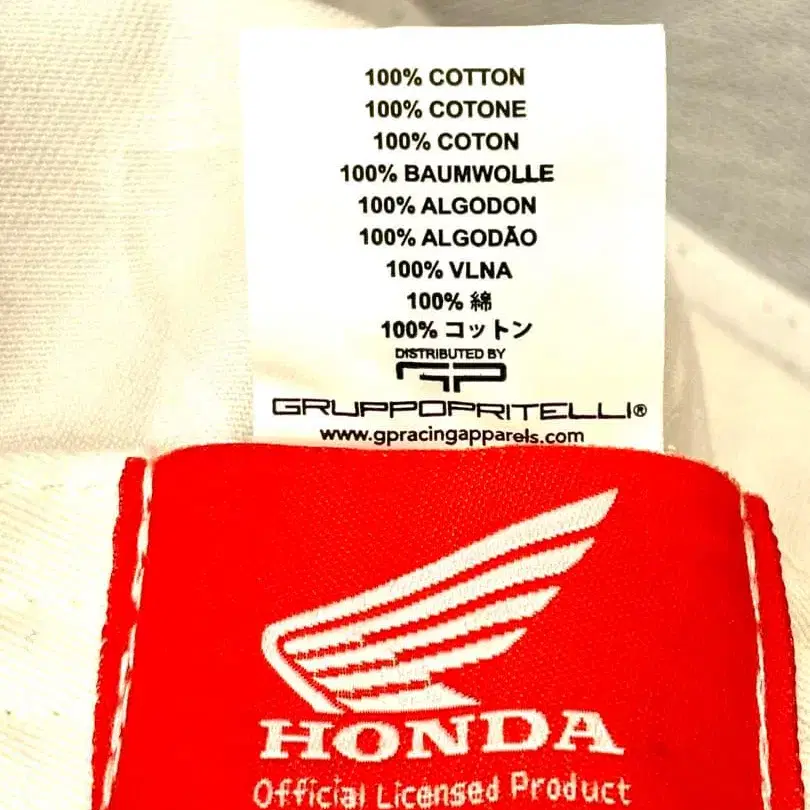 100% COTTON
100% COTONE
100% COTON
100% BAUMWOLLE
100% ALGODON
100% ALGODÃO
100% VLNA
100% 綿
100% コットン
DISTRIBUTED BY
GP
GRUPPOPRITELLI®
www.gpracingapparels.com
HONDA
Official Licensed Product